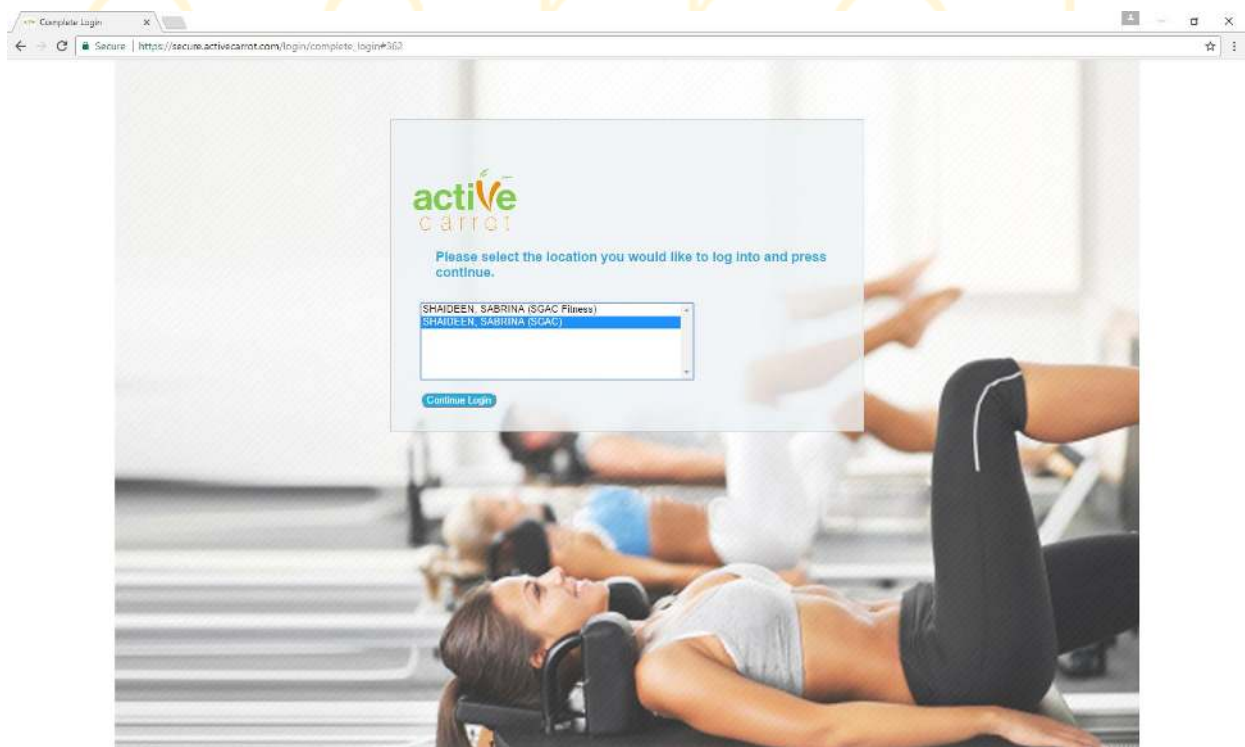 Complete Login
Secure | https://secure.activecarrot.com/login/complete_login#362
active
carrot
Please select the location you would like to log into and press
continue.
SHAIDEEN, SABRINA (SGAC Fitness)
SHAIDEEN, SABRINA (SGAC)
Continue Login